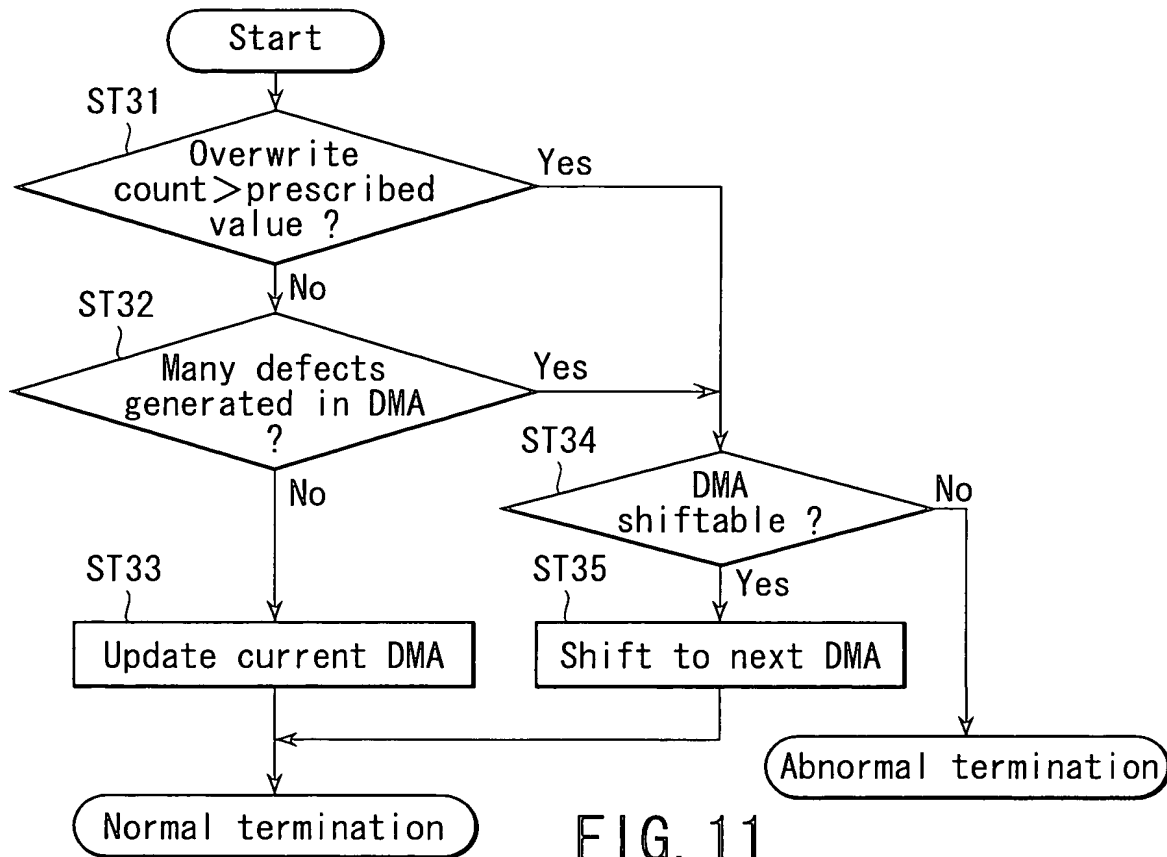 Start
ST31
Overwrite
count>prescribed
value ?
Yes
No
ST32
Many defects
generated in DMA
?
Yes
No
ST34
DMA
shiftable ?
No
Yes
ST33
Update current DMA
ST35
Shift to next DMA
Abnormal termination
Normal termination
FIG. 11